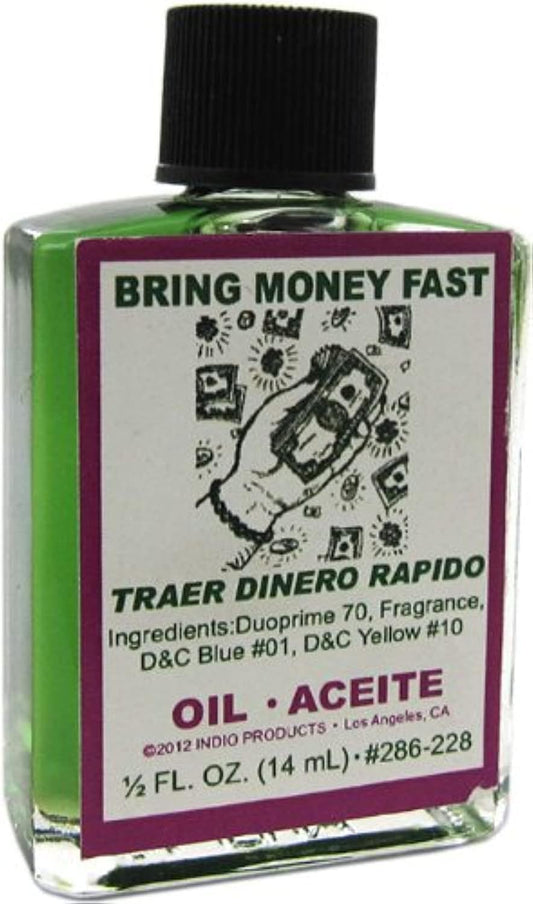 BRING MONEY FAST
TRAER DINERO RAPIDO
Ingredients:Duoprime 70, Fragrance,
D&C Blue #01, D&C Yellow #10
OIL • ACEITE
©2012 INDIO PRODUCTS • Los Angeles, CA
½ FL. OZ. (14 mL)•#286-228